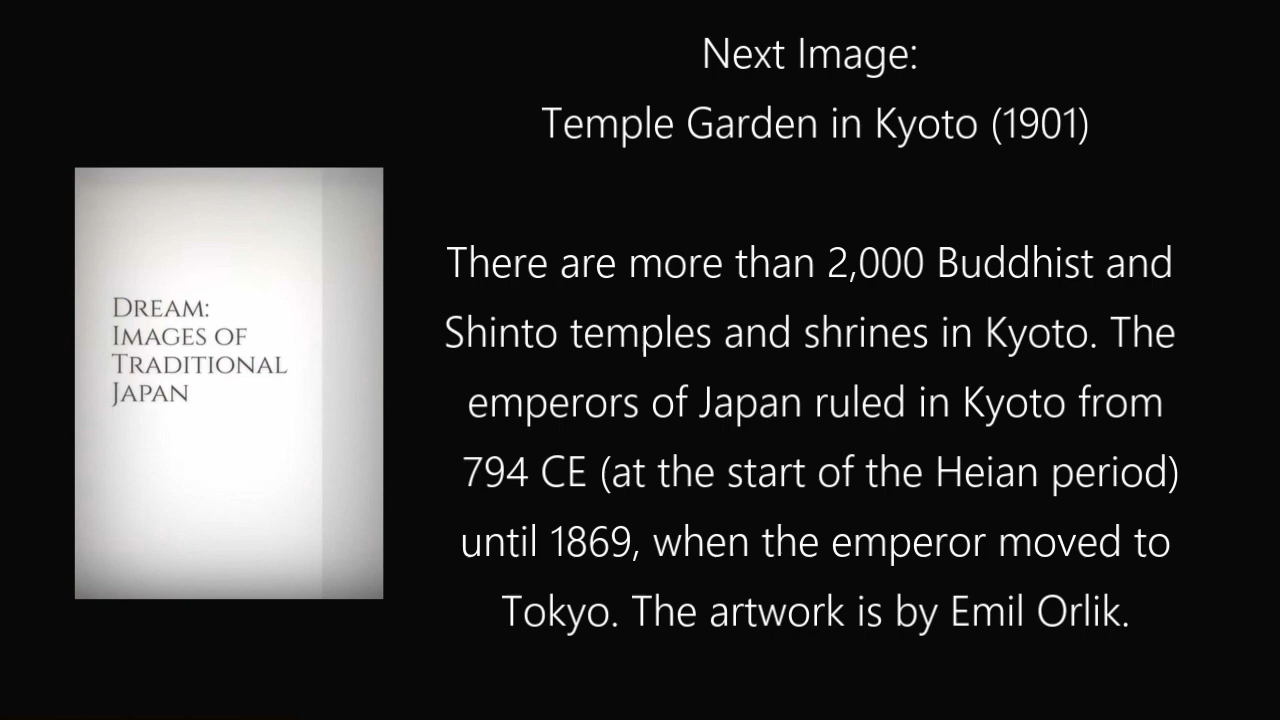 Next Image:
Temple Garden in Kyoto (1901)
DREAM:
IMAGES OF
TRADITIONAL
JAPAN
There are more than 2,000 Buddhist and
Shinto temples and shrines in Kyoto. The
emperors of Japan ruled in Kyoto from
794 CE (at the start of the Heian period)
until 1869, when the emperor moved to
Tokyo. The artwork is by Emil Orlik.